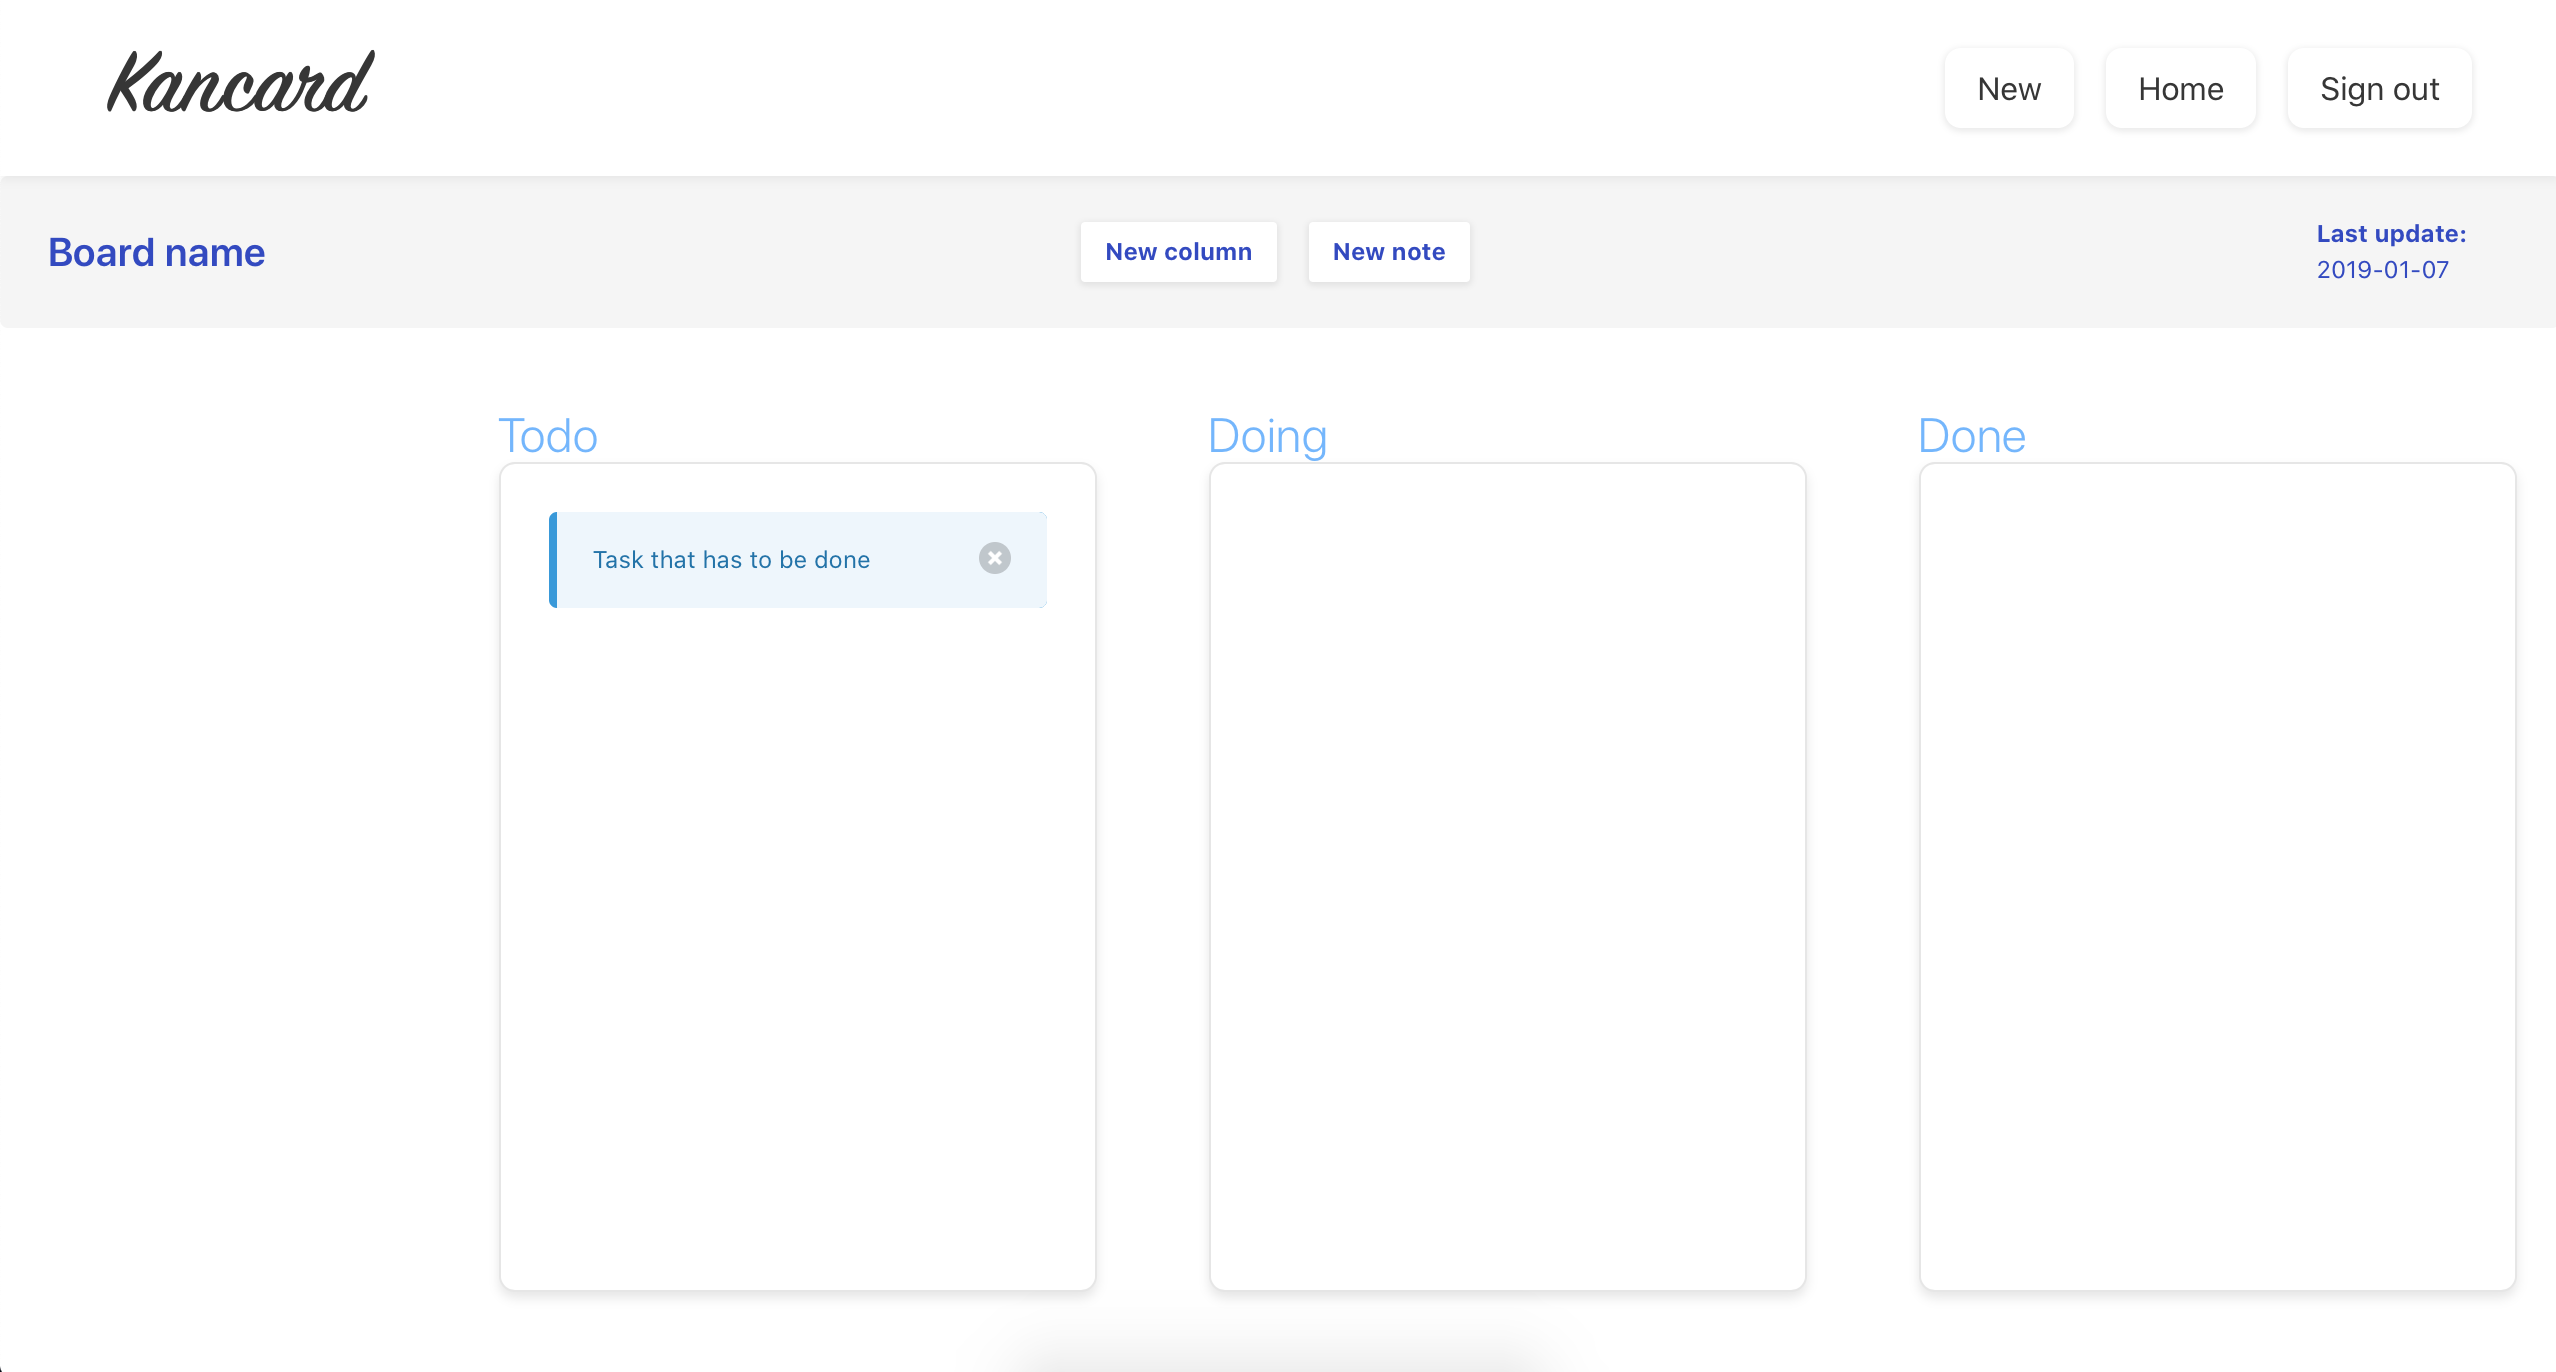 Kancard
New
Home
Sign out
Board name
New column
New note
Last update:
2019-01-07
Todo
Doing
Done
Task that has to be done